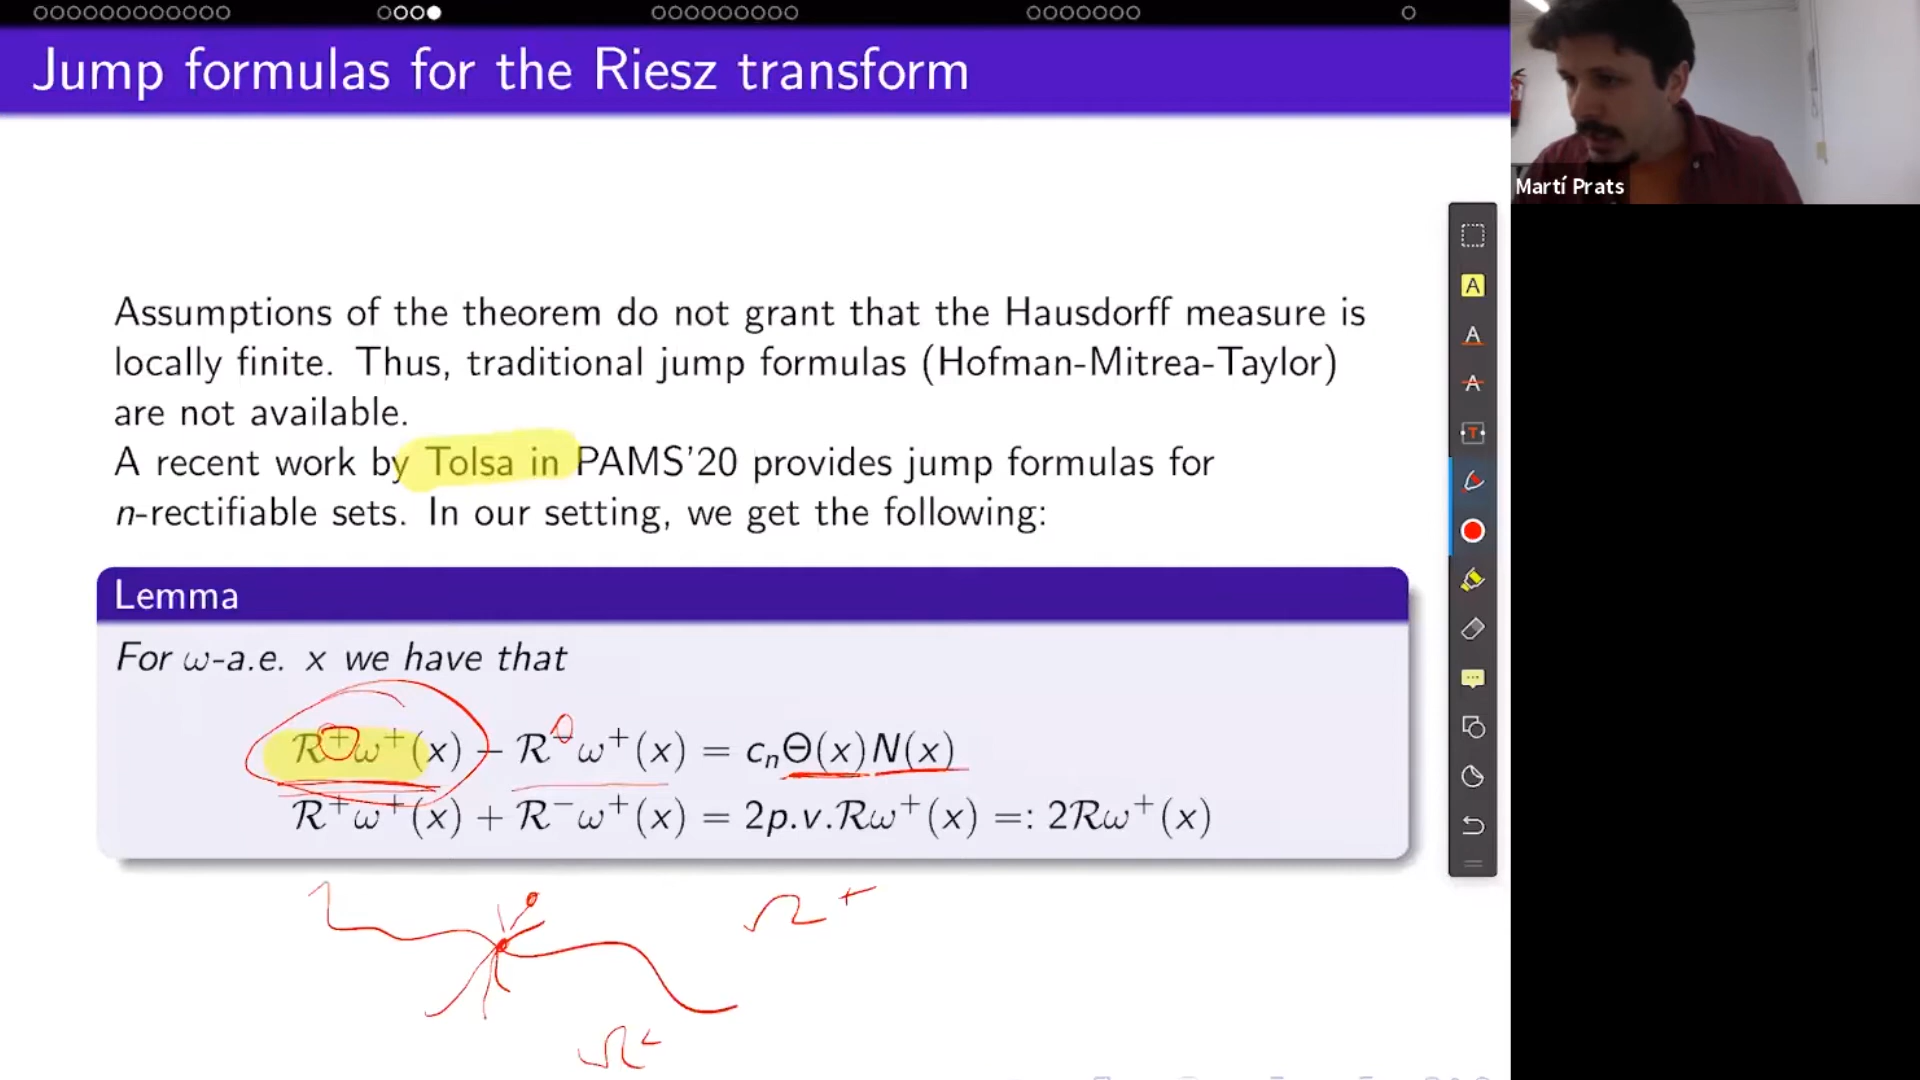 Jump formulas for the Riesz transform
Martí Prats
Assumptions of the theorem do not grant that the Hausdorff measure is
locally finite. Thus, traditional jump formulas (Hofman-Mitrea-Taylor)
are not available.
A recent work by Tolsa in PAMS'20 provides jump formulas for
n-rectifiable sets. In our setting, we get the following:
Lemma
For ω-a.e. x we have that
R⁺ω⁺(x) − R⁻ω⁺(x) = cₙΘ(x)N(x)
R⁺ω⁺(x) + R⁻ω⁺(x) = 2p.v.Rω⁺(x) =: 2Rω⁺(x)
Ω⁺
Ω⁻